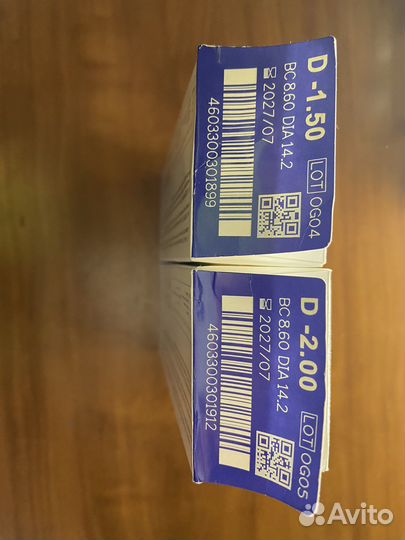 D -1.50 LOT OG04
BC 8.60 DIA 14.2
2027/07
4603300301899
D -2.00 LOT OG05
BC 8.60 DIA 14.2
2027/07
4603300301912
Avito